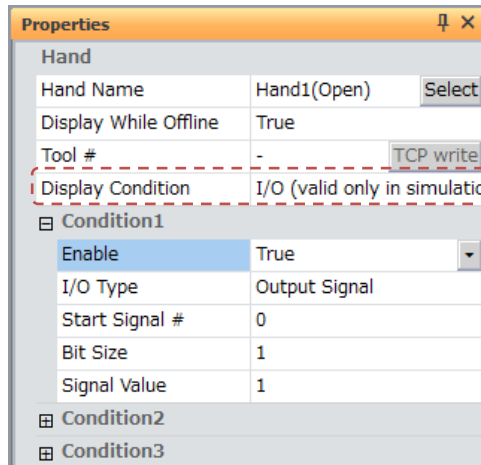 Properties
Hand
Hand Name Hand1(Open) Select
Display While Offline True
Tool # - TCP write
Display Condition I/O (valid only in simulatio
Condition1
Enable True
I/O Type Output Signal
Start Signal # 0
Bit Size 1
Signal Value 1
Condition2
Condition3